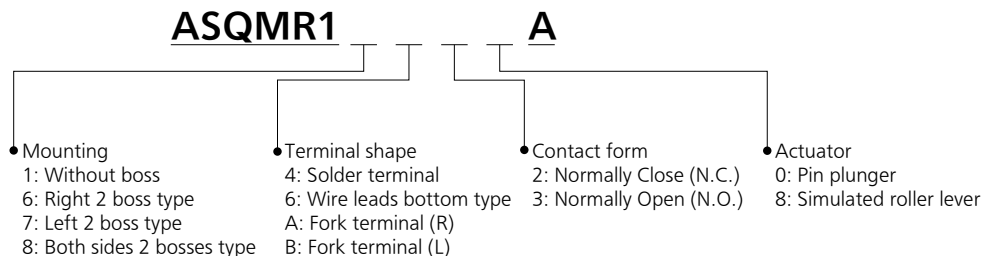 ASQMR1 _ _ _ _ A
● Mounting
1: Without boss
6: Right 2 boss type
7: Left 2 boss type
8: Both sides 2 bosses type
● Terminal shape
4: Solder terminal
6: Wire leads bottom type
A: Fork terminal (R)
B: Fork terminal (L)
● Contact form
2: Normally Close (N.C.)
3: Normally Open (N.O.)
● Actuator
0: Pin plunger
8: Simulated roller lever